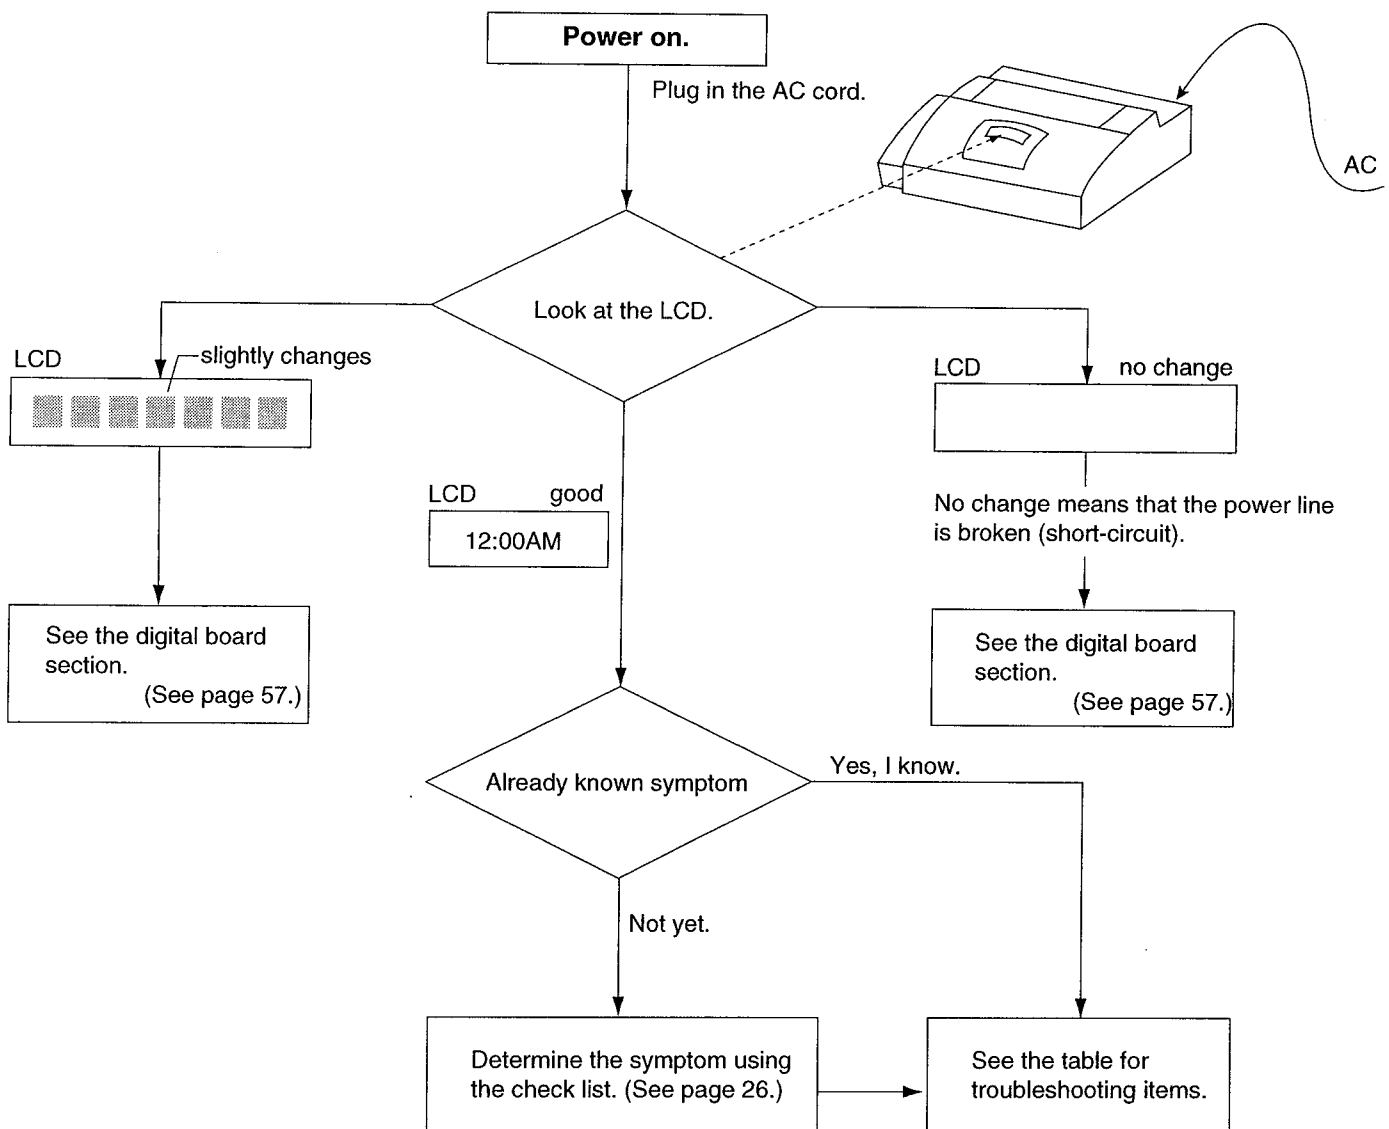 Power on.
Plug in the AC cord.
AC
Look at the LCD.
LCD
slightly changes
See the digital board
section.
(See page 57.)
LCD good
12:00AM
LCD no change
No change means that the power line
is broken (short-circuit).
See the digital board
section.
(See page 57.)
Already known symptom
Yes, I know.
Not yet.
Determine the symptom using
the check list. (See page 26.)
See the table for
troubleshooting items.